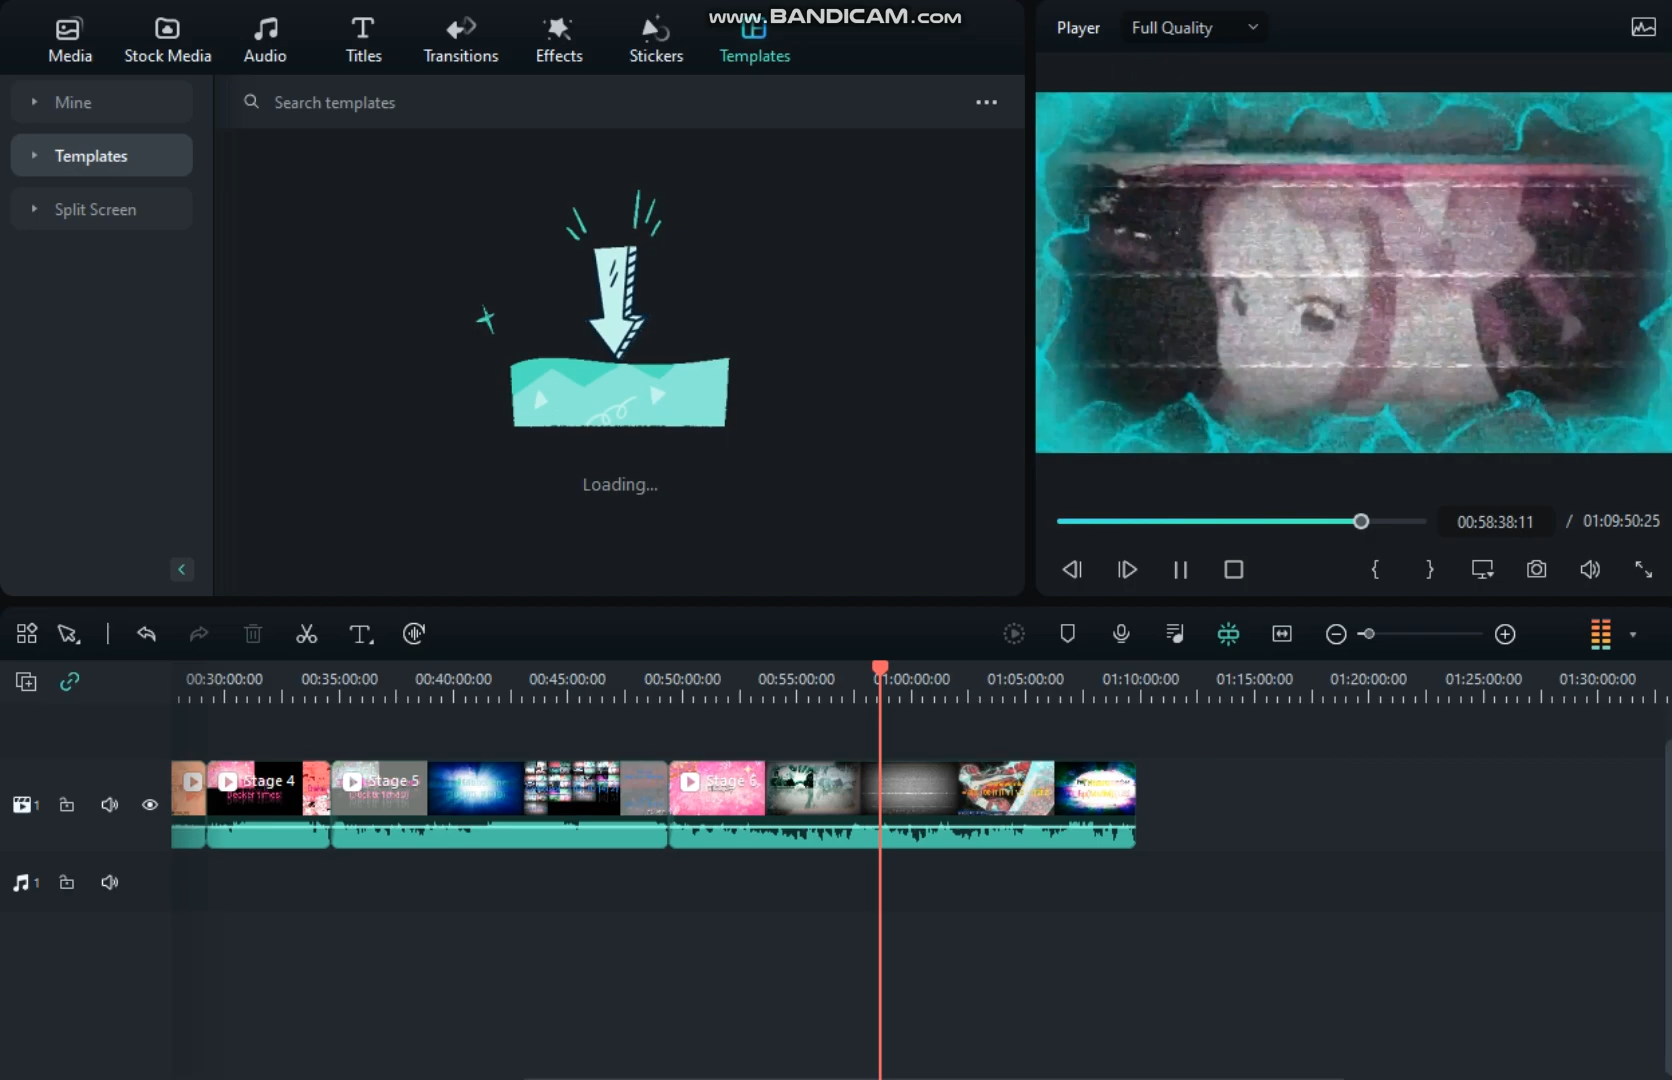 www.BANDICAM.com
Media
Stock Media
Audio
Titles
Transitions
Effects
Stickers
Templates
Player
Full Quality
Mine
Templates
Split Screen
Search templates
Loading...
00:58:38:11 / 01:09:50:25
00:30:00:00
00:35:00:00
00:40:00:00
00:45:00:00
00:50:00:00
00:55:00:00
01:00:00:00
01:05:00:00
01:10:00:00
01:15:00:00
01:20:00:00
01:25:00:00
01:30:00:00
Stage 4
Stage 5
Stage 6
1
1